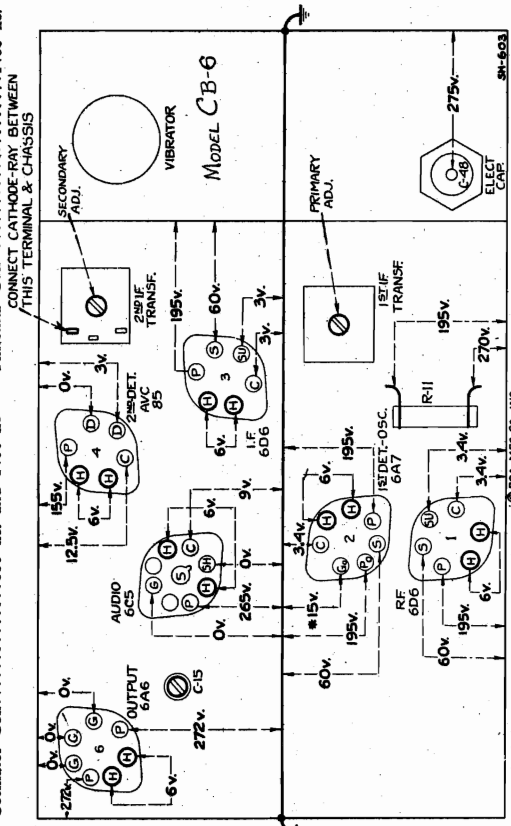 CONNECT CATHODE-RAY BETWEEN
THIS TERMINAL & CHASSIS
SECONDARY
ADJ.
VIBRATOR
MODEL CB-6
2ND I.F.
TRANSF.
0v.
3v.
155v.
12.5v.
6v.
P
D
D
H
H
C
4
2ND DET.
AVC
85
195v.
60v.
3v.
3v.
P
S
SU
C
H
H
3
6v.
I.F.
6D6
AUDIO
6C5
G
H
C
5
SH
H
P
9v.
6v.
0v.
265v.
0v.
OUTPUT
6A6
0v.
0v.
0v.
G
G
P
P
H
H
6
272v.
6v.
272v.
C-15
PRIMARY
ADJ.
1ST I.F.
TRANSF.
275v.
C-48
ELECT
CAP.
SM-603
R-11
195v.
270v.
1ST DET.-OSC.
6A7
3.4v.
6v.
195v.
C
H
H
2
GO
PO
S
P
*15v.
195v.
60v.
R.F.
6D6
S
SU
C
P
H
H
1
3.4v.
3.4v.
6v.
195v.
60v.